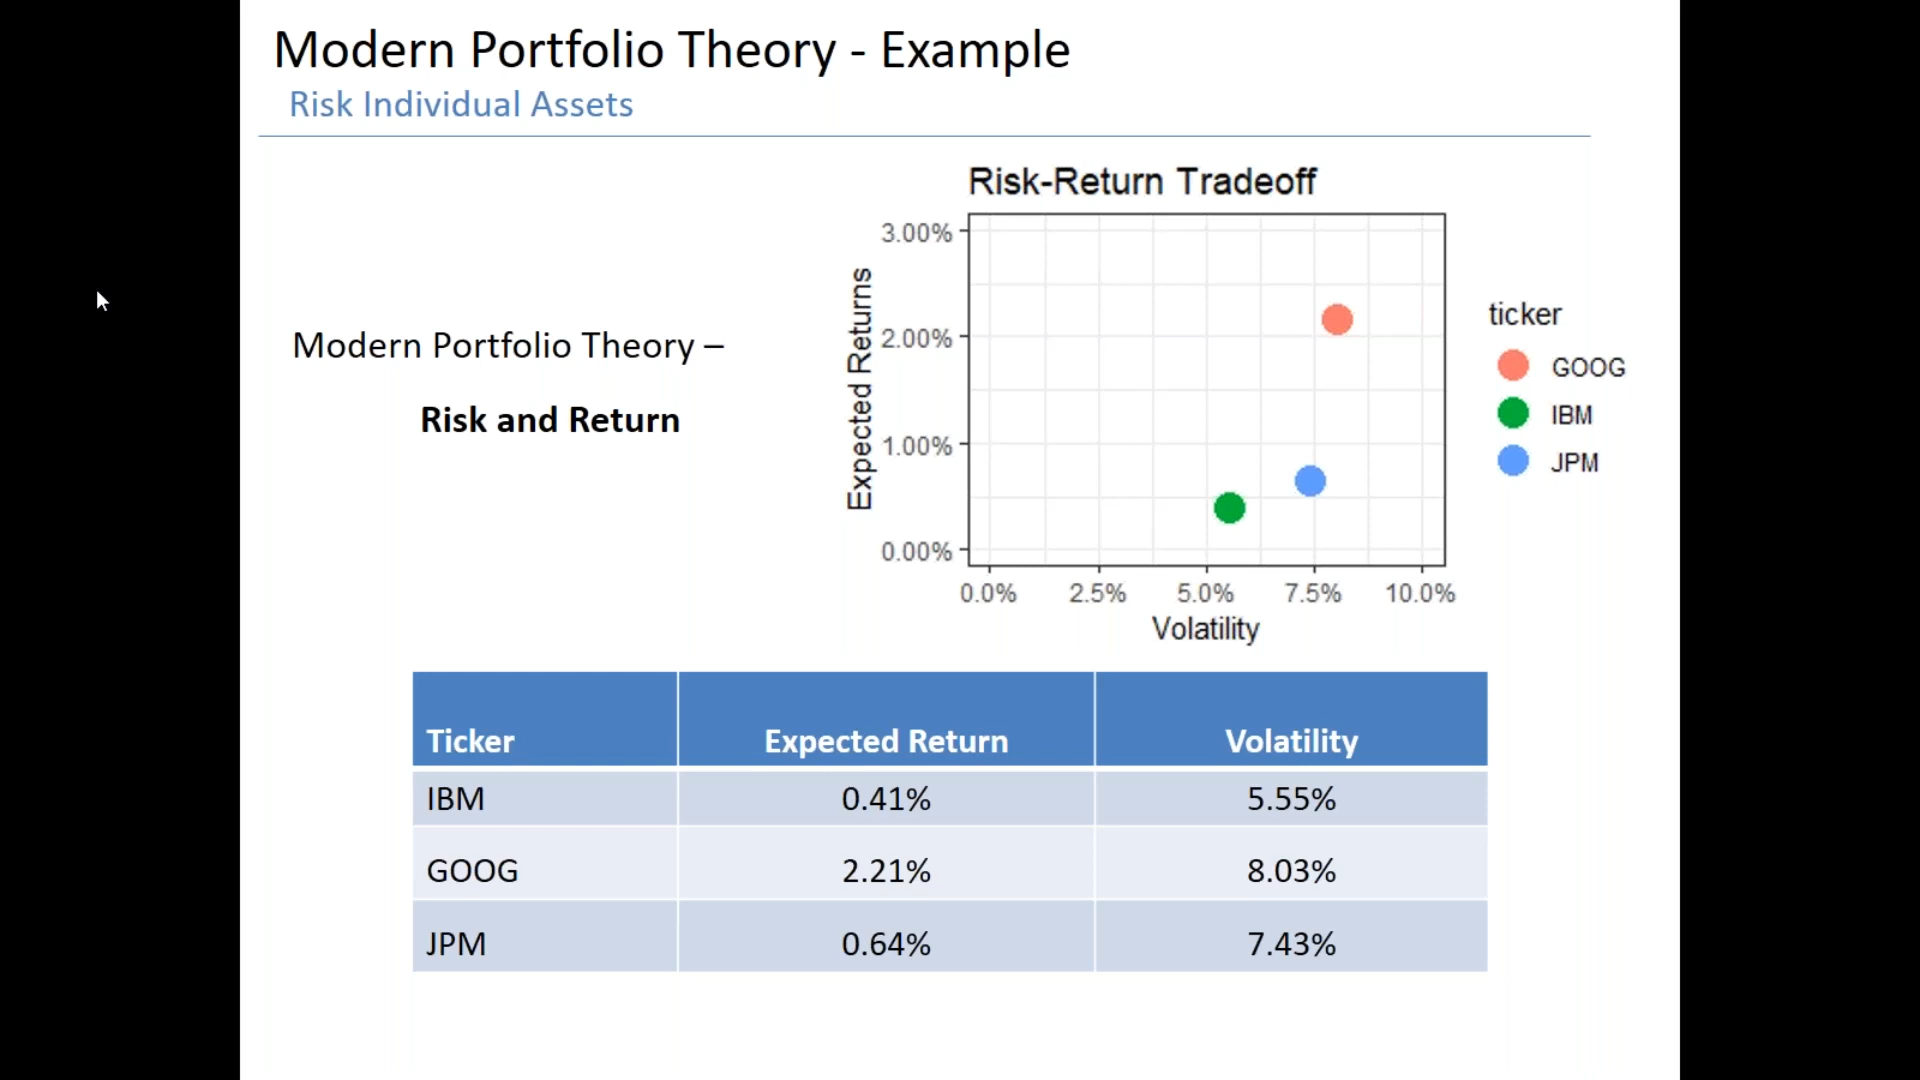 Modern Portfolio Theory - Example
Risk Individual Assets
Modern Portfolio Theory –
Risk and Return
Risk-Return Tradeoff
Expected Returns
3.00%
2.00%
1.00%
0.00%
0.0% 2.5% 5.0% 7.5% 10.0%
Volatility
ticker
GOOG
IBM
JPM
Ticker Expected Return Volatility
IBM 0.41% 5.55%
GOOG 2.21% 8.03%
JPM 0.64% 7.43%